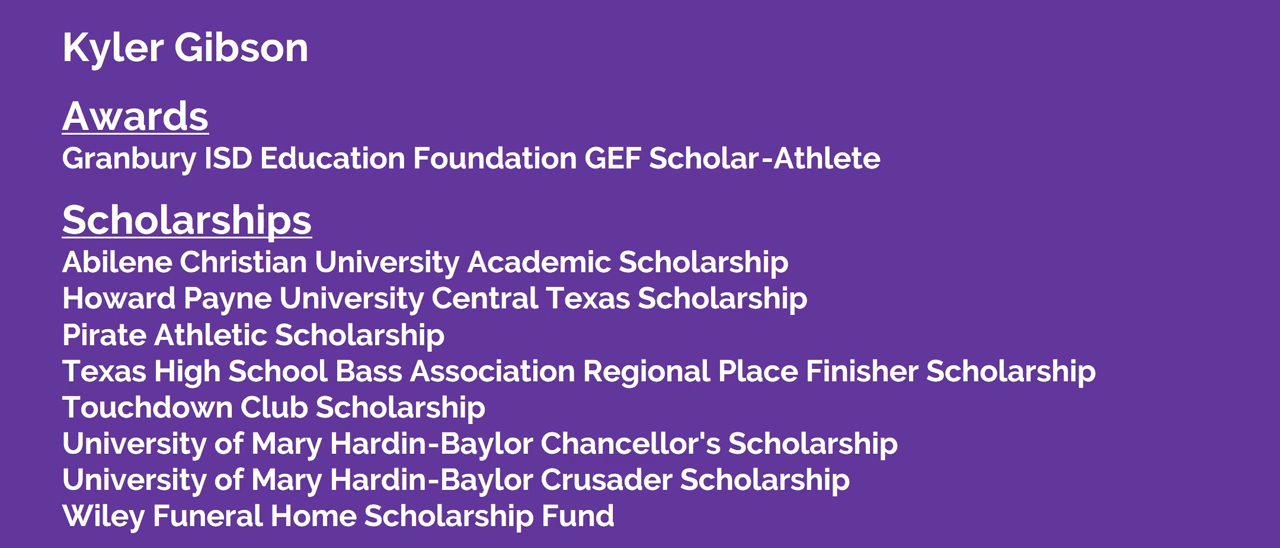 Kyler Gibson
Awards
Granbury ISD Education Foundation GEF Scholar-Athlete
Scholarships
Abilene Christian University Academic Scholarship
Howard Payne University Central Texas Scholarship
Pirate Athletic Scholarship
Texas High School Bass Association Regional Place Finisher Scholarship
Touchdown Club Scholarship
University of Mary Hardin-Baylor Chancellor's Scholarship
University of Mary Hardin-Baylor Crusader Scholarship
Wiley Funeral Home Scholarship Fund